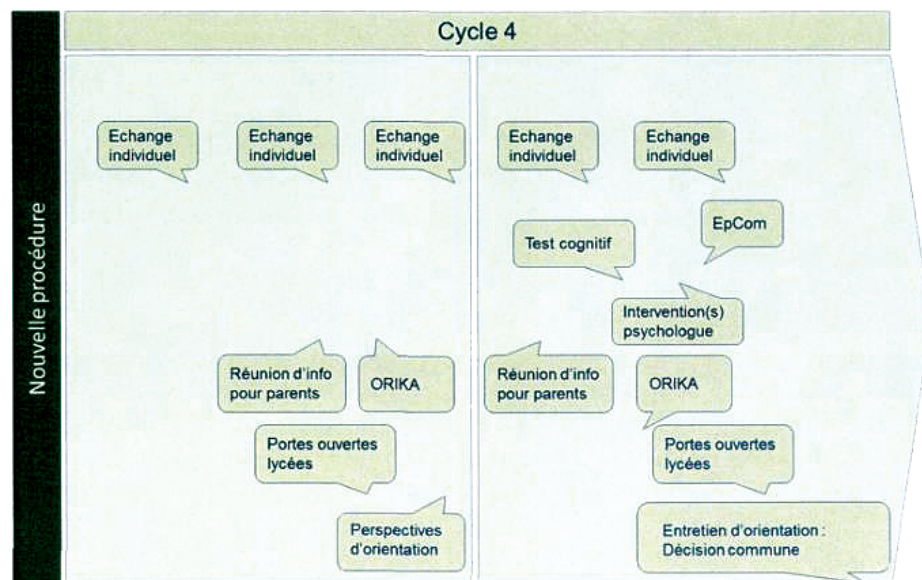 Cycle 4
Nouvelle procédure
Echange
individuel
Echange
individuel
Echange
individuel
Echange
individuel
Echange
individuel
EpCom
Test cognitif
Intervention(s)
psychologue
Réunion d'info
pour parents
ORIKA
Réunion d'info
pour parents
ORIKA
Portes ouvertes
lycées
Portes ouvertes
lycées
Perspectives
d'orientation
Entretien d'orientation :
Décision commune